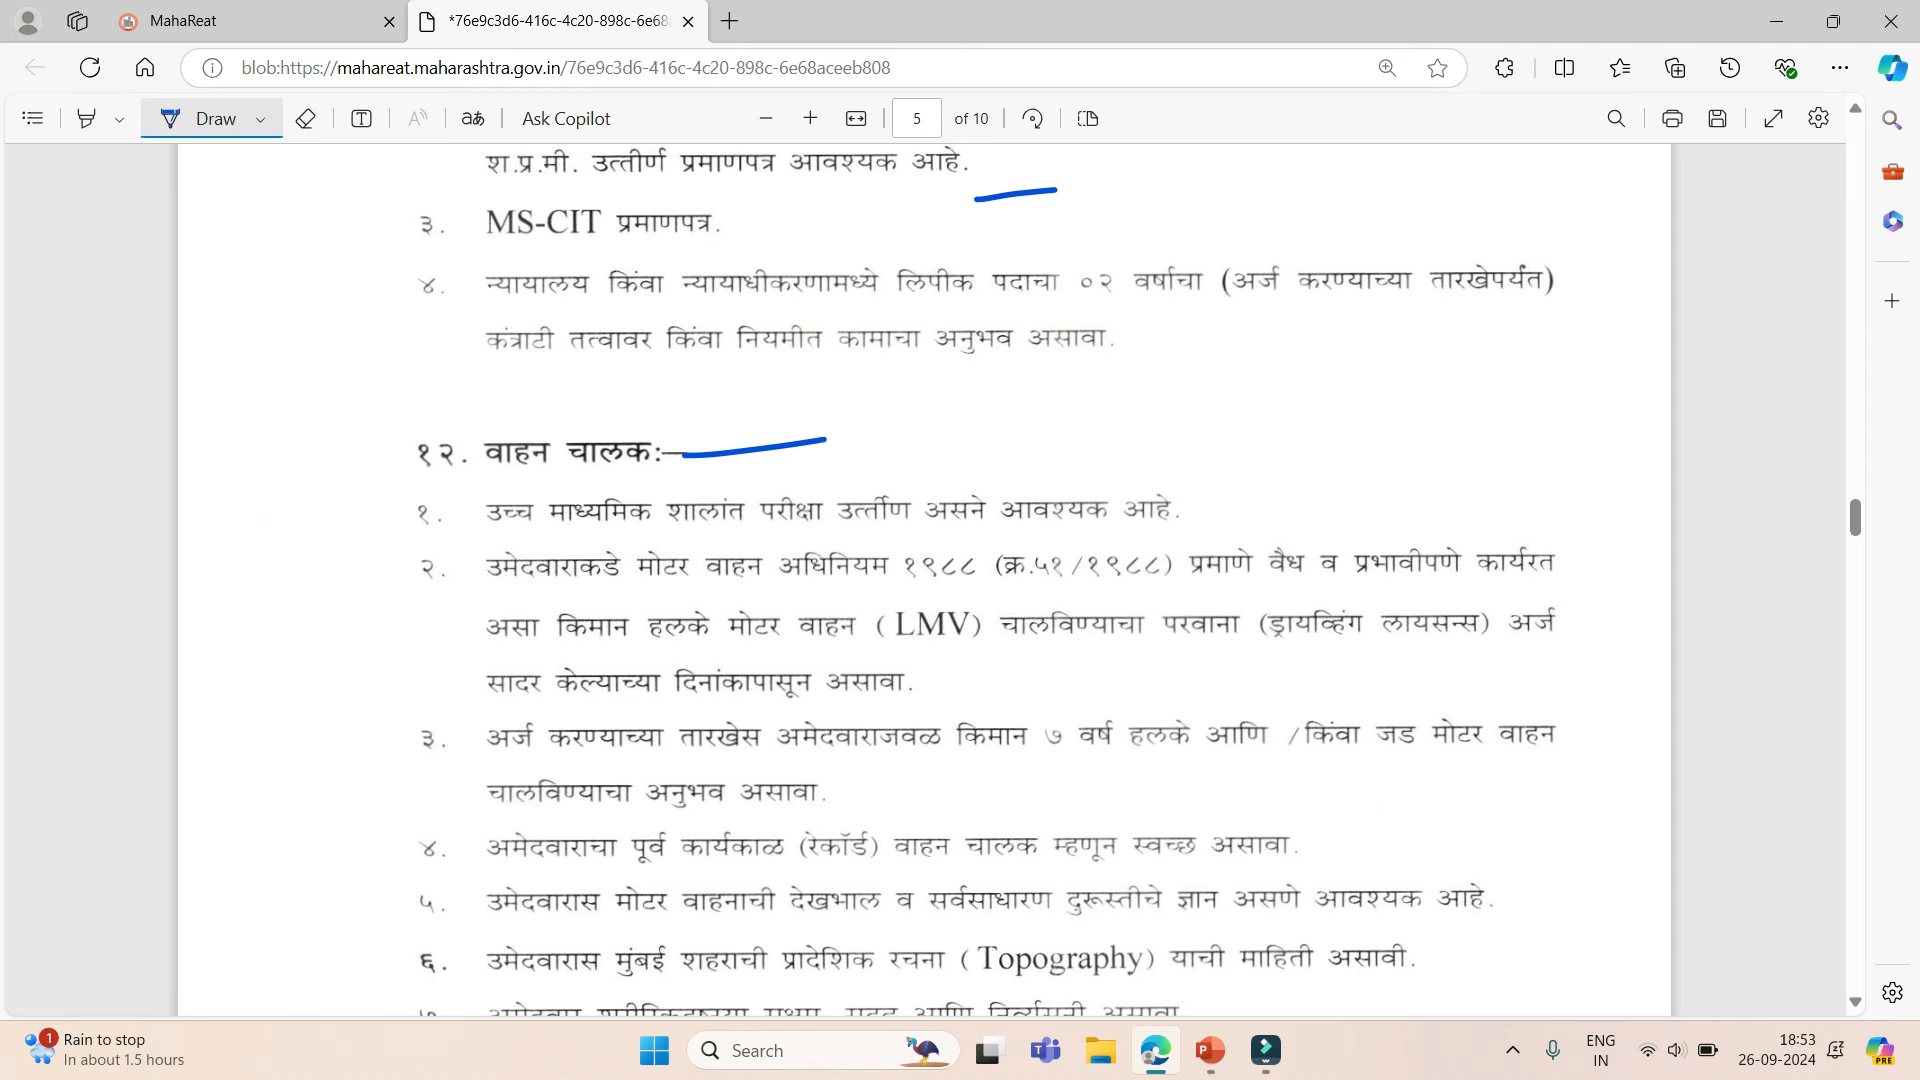 MahaReat
*76e9c3d6-416c-4c20-898c-6e68
blob:https://mahareat.maharashtra.gov.in/76e9c3d6-416c-4c20-898c-6e68aceeb808
Draw
aあ
Ask Copilot
5 of 10
श.प्र.मी. उत्तीर्ण प्रमाणपत्र आवश्यक आहे.
३. MS-CIT प्रमाणपत्र.
४. न्यायालय किंवा न्यायाधीकरणामध्ये लिपीक पदाचा ०२ वर्षाचा (अर्ज करण्याच्या तारखेपर्यंत)
कंत्राटी तत्वावर किंवा नियमीत कामाचा अनुभव असावा.
१२. वाहन चालक:—
१. उच्च माध्यमिक शालांत परीक्षा उर्त्तीण असने आवश्यक आहे.
२. उमेदवाराकडे मोटर वाहन अधिनियम १९८८ (क्र.५१/१९८८) प्रमाणे वैध व प्रभावीपणे कार्यरत
असा किमान हलके मोटर वाहन ( LMV) चालविण्याचा परवाना (ड्रायव्हिंग लायसन्स) अर्ज
सादर केल्याच्या दिनांकापासून असावा.
३. अर्ज करण्याच्या तारखेस अमेदवाराजवळ किमान ७ वर्ष हलके आणि /किंवा जड मोटर वाहन
चालविण्याचा अनुभव असावा.
४. अमेदवाराचा पूर्व कार्यकाळ (रेकॉर्ड) वाहन चालक म्हणून स्वच्छ असावा.
५. उमेदवारास मोटर वाहनाची देखभाल व सर्वसाधारण दुरूस्तीचे ज्ञान असणे आवश्यक आहे.
६. उमेदवारास मुंबई शहराची प्रादेशिक रचना ( Topography) याची माहिती असावी.
1
Rain to stop
In about 1.5 hours
Search
PRE
ENG
IN
18:53
26-09-2024